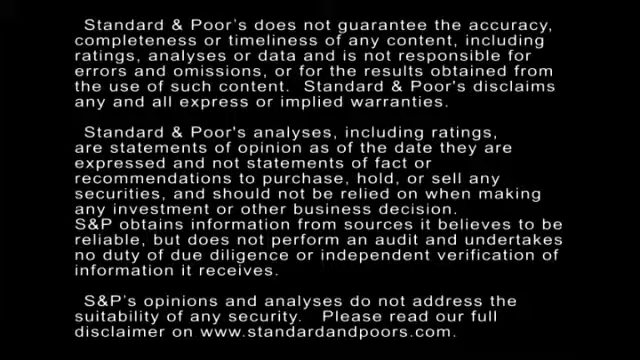 Standard & Poor's does not guarantee the accuracy,
completeness or timeliness of any content, including
ratings, analyses or data and is not responsible for
errors and omissions, or for the results obtained from
the use of such content. Standard & Poor's disclaims
any and all express or implied warranties.
Standard & Poor's analyses, including ratings,
are statements of opinion as of the date they are
expressed and not statements of fact or
recommendations to purchase, hold, or sell any
securities, and should not be relied on when making
any investment or other business decision.
S&P obtains information from sources it believes to be
reliable, but does not perform an audit and undertakes
no duty of due diligence or independent verification of
information it receives.
S&P's opinions and analyses do not address the
suitability of any security. Please read our full
disclaimer on www.standardandpoors.com.